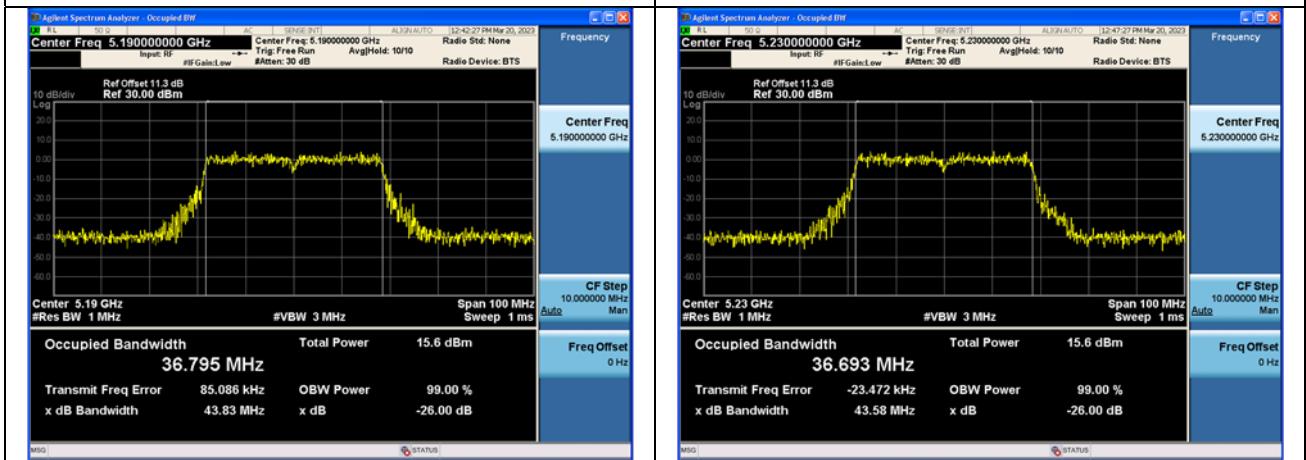 Agilent Spectrum Analyzer - Occupied BW
RL 50 Ω AC SENSE:INT ALIGNAUTO 12:42:27 PM Mar 20, 2023
Center Freq 5.190000000 GHz
Input: RF
#IFGain:Low
Center Freq: 5.190000000 GHz
Trig: Free Run Avg|Hold: 10/10
#Atten: 30 dB
Radio Std: None
Radio Device: BTS
Frequency
Ref Offset 11.3 dB
10 dB/div Ref 30.00 dBm
Log
20.0
10.0
0.00
-10.0
-20.0
-30.0
-40.0
-50.0
-60.0
Center Freq
5.190000000 GHz
Center 5.19 GHz Span 100 MHz
#Res BW 1 MHz #VBW 3 MHz Sweep 1 ms
CF Step
10.000000 MHz
Auto Man
Occupied Bandwidth Total Power 15.6 dBm
36.795 MHz
Transmit Freq Error 85.086 kHz OBW Power 99.00 %
x dB Bandwidth 43.83 MHz x dB -26.00 dB
Freq Offset
0 Hz
MSG STATUS
Agilent Spectrum Analyzer - Occupied BW
RL 50 Ω AC SENSE:INT ALIGNAUTO 12:47:27 PM Mar 20, 2023
Center Freq 5.230000000 GHz
Input: RF
#IFGain:Low
Center Freq: 5.230000000 GHz
Trig: Free Run Avg|Hold: 10/10
#Atten: 30 dB
Radio Std: None
Radio Device: BTS
Frequency
Ref Offset 11.3 dB
10 dB/div Ref 30.00 dBm
Log
20.0
10.0
0.00
-10.0
-20.0
-30.0
-40.0
-50.0
-60.0
Center Freq
5.230000000 GHz
Center 5.23 GHz Span 100 MHz
#Res BW 1 MHz #VBW 3 MHz Sweep 1 ms
CF Step
10.000000 MHz
Auto Man
Occupied Bandwidth Total Power 15.6 dBm
36.693 MHz
Transmit Freq Error -23.472 kHz OBW Power 99.00 %
x dB Bandwidth 43.58 MHz x dB -26.00 dB
Freq Offset
0 Hz
MSG STATUS